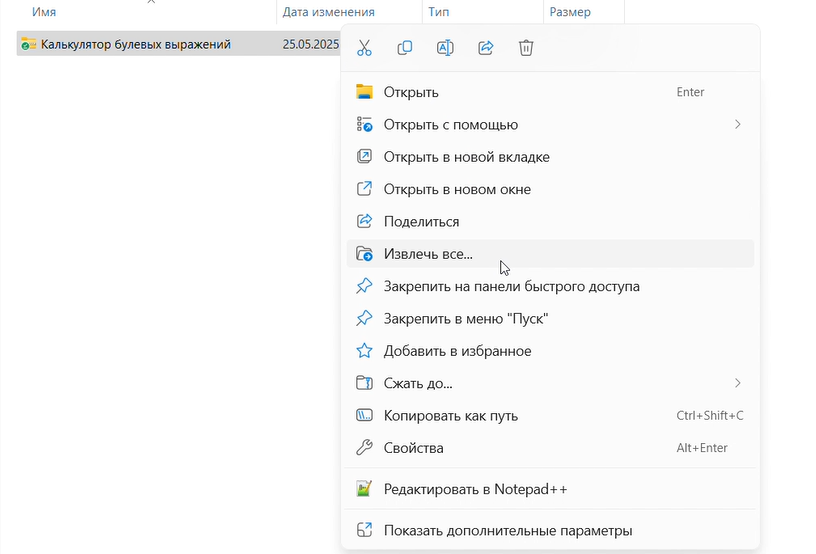 Имя Дата изменения Тип Размер
Калькулятор булевых выражений 25.05.2025
Открыть Enter
Открыть с помощью
Открыть в новой вкладке
Открыть в новом окне
Поделиться
Извлечь все...
Закрепить на панели быстрого доступа
Закрепить в меню "Пуск"
Добавить в избранное
Сжать до...
Копировать как путь Ctrl+Shift+C
Свойства Alt+Enter
Редактировать в Notepad++
Показать дополнительные параметры